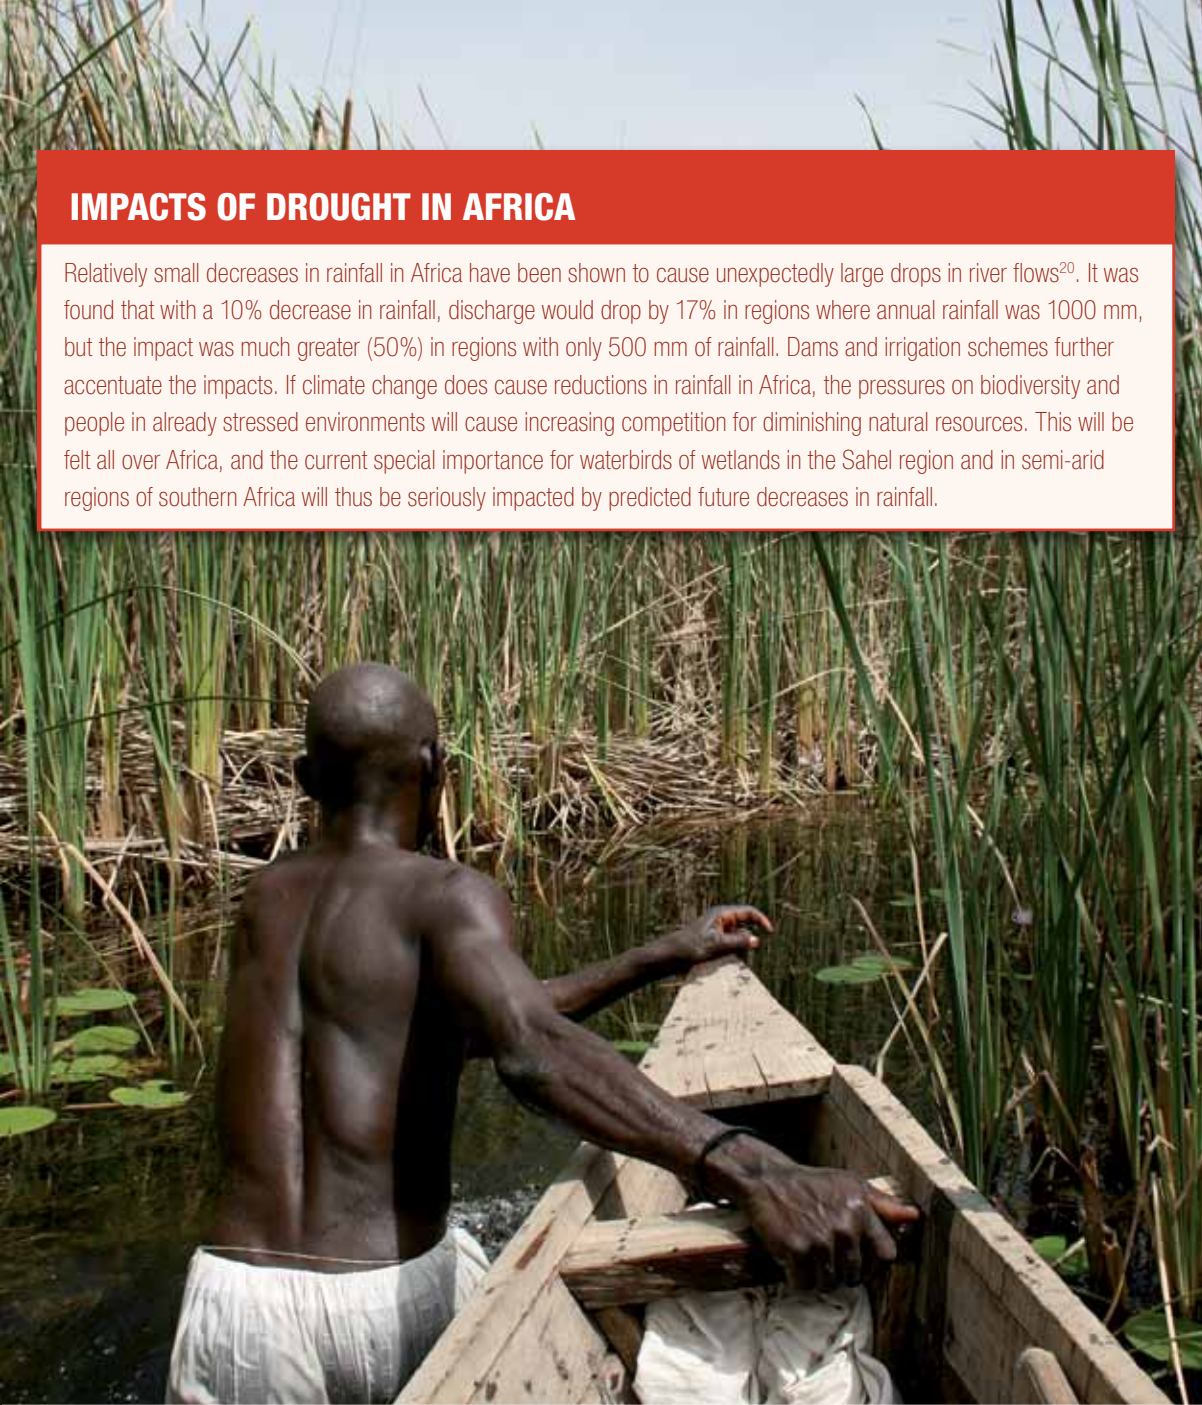 IMPACTS OF DROUGHT IN AFRICA
Relatively small decreases in rainfall in Africa have been shown to cause unexpectedly large drops in river flows20. It was
found that with a 10% decrease in rainfall, discharge would drop by 17% in regions where annual rainfall was 1000 mm,
but the impact was much greater (50%) in regions with only 500 mm of rainfall. Dams and irrigation schemes further
accentuate the impacts. If climate change does cause reductions in rainfall in Africa, the pressures on biodiversity and
people in already stressed environments will cause increasing competition for diminishing natural resources. This will be
felt all over Africa, and the current special importance for waterbirds of wetlands in the Sahel region and in semi-arid
regions of southern Africa will thus be seriously impacted by predicted future decreases in rainfall.